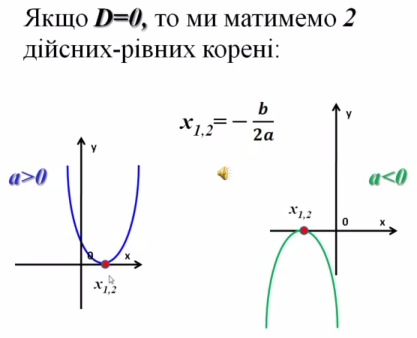 Якщо D=0, то ми матимемо 2
дійсних-рівних корені:
x1,2= − b/2a
a>0
y
0
x
x1,2
y
a<0
x1,2
0
x